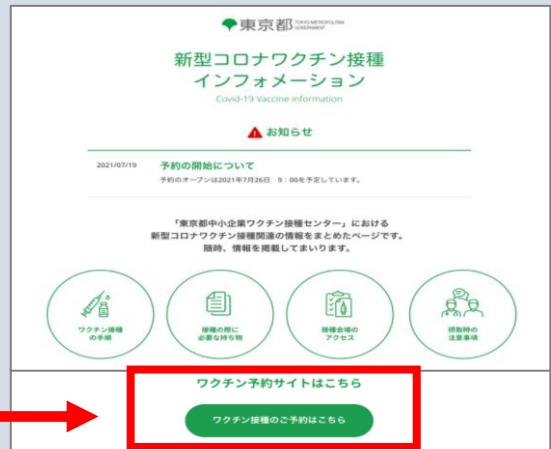 東京都 TOKYO METROPOLITAN
GOVERNMENT
新型コロナワクチン接種
インフォメーション
Covid-19 Vaccine information
お知らせ
2021/07/19 予約の開始について
予約のオープンは2021年7月26日 9：00を予定しています。
「東京都中小企業ワクチン接種センター」における
新型コロナワクチン接種関連の情報をまとめたページです。
随時、情報を掲載してまいります。
ワクチン接種
の手順
接種の際に
必要な持ち物
接種会場の
アクセス
摂取時の
注意事項
ワクチン予約サイトはこちら
ワクチン接種のご予約はこちら